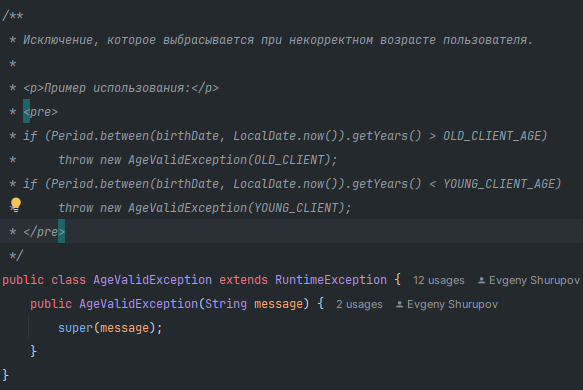 /**
 * Исключение, которое выбрасывается при некорректном возрасте пользователя.
 *
 * <p>Пример использования:</p>
 * <pre>
 * if (Period.between(birthDate, LocalDate.now()).getYears() > OLD_CLIENT_AGE)
 *      throw new AgeValidException(OLD_CLIENT);
 * if (Period.between(birthDate, LocalDate.now()).getYears() < YOUNG_CLIENT_AGE)
 *      throw new AgeValidException(YOUNG_CLIENT);
 * </pre>
 */
public class AgeValidException extends RuntimeException { 12 usages Evgeny Shurupov
    public AgeValidException(String message) { 2 usages Evgeny Shurupov
        super(message);
    }
}